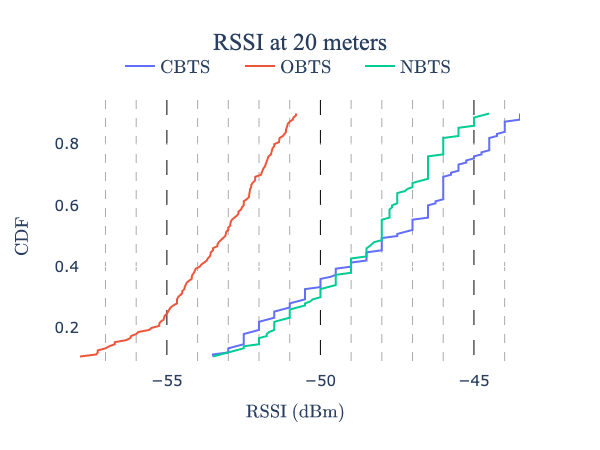 RSSI at 20 meters
CBTS OBTS NBTS
0.8
0.6
0.4
0.2
CDF
−55 −50 −45
RSSI (dBm)